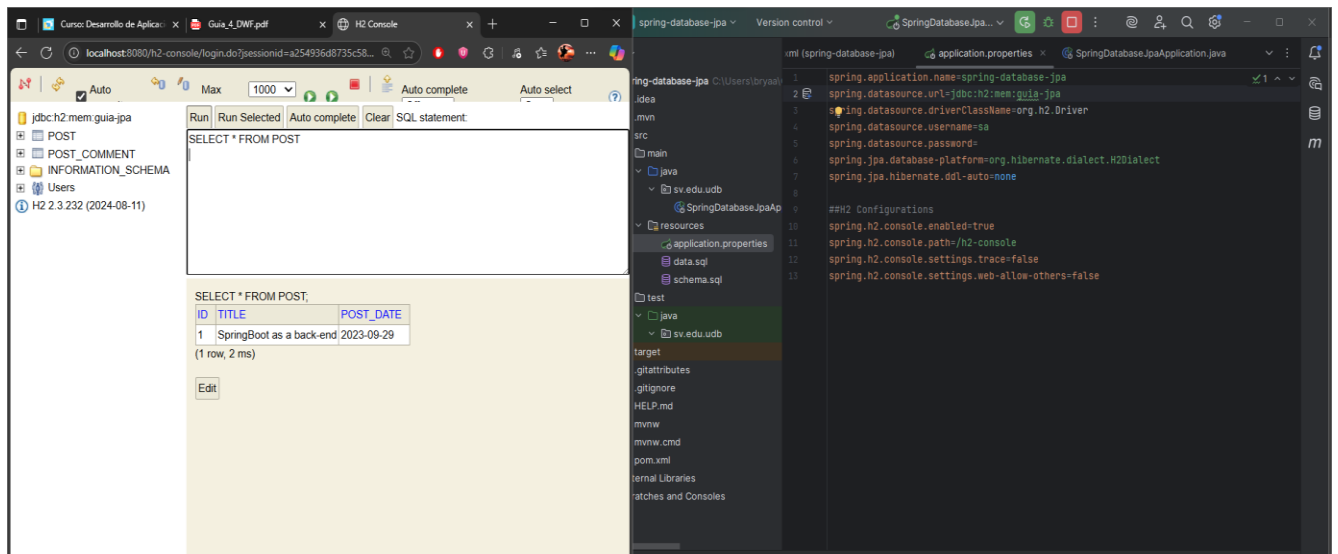 Curso: Desarrollo de Aplicaci
Guia_4_DWF.pdf
H2 Console
localhost:8080/h2-console/login.do?jsessionid=a254936d8735c58...
Auto
Max
1000
Auto complete
Auto select
jdbc:h2:mem:guia-jpa
POST
POST_COMMENT
INFORMATION_SCHEMA
Users
H2 2.3.232 (2024-08-11)
Run Run Selected Auto complete Clear SQL statement:
SELECT * FROM POST
SELECT * FROM POST;
ID TITLE POST_DATE
1 SpringBoot as a back-end 2023-09-29
(1 row, 2 ms)
Edit
spring-database-jpa Version control SpringDatabaseJpa...
xml (spring-database-jpa) application.properties SpringDatabaseJpaApplication.java
ring-database-jpa C:\Users\bryaa\
.idea
.mvn
src
main
java
sv.edu.udb
SpringDatabaseJpaAp
resources
application.properties
data.sql
schema.sql
test
java
sv.edu.udb
target
.gitattributes
.gitignore
HELP.md
mvnw
mvnw.cmd
pom.xml
ternal Libraries
ratches and Consoles
1 spring.application.name=spring-database-jpa
2 spring.datasource.url=jdbc:h2:mem:guia-jpa
3 spring.datasource.driverClassName=org.h2.Driver
4 spring.datasource.username=sa
5 spring.datasource.password=
6 spring.jpa.database-platform=org.hibernate.dialect.H2Dialect
7 spring.jpa.hibernate.ddl-auto=none
8
9 ##H2 Configurations
10 spring.h2.console.enabled=true
11 spring.h2.console.path=/h2-console
12 spring.h2.console.settings.trace=false
13 spring.h2.console.settings.web-allow-others=false
1